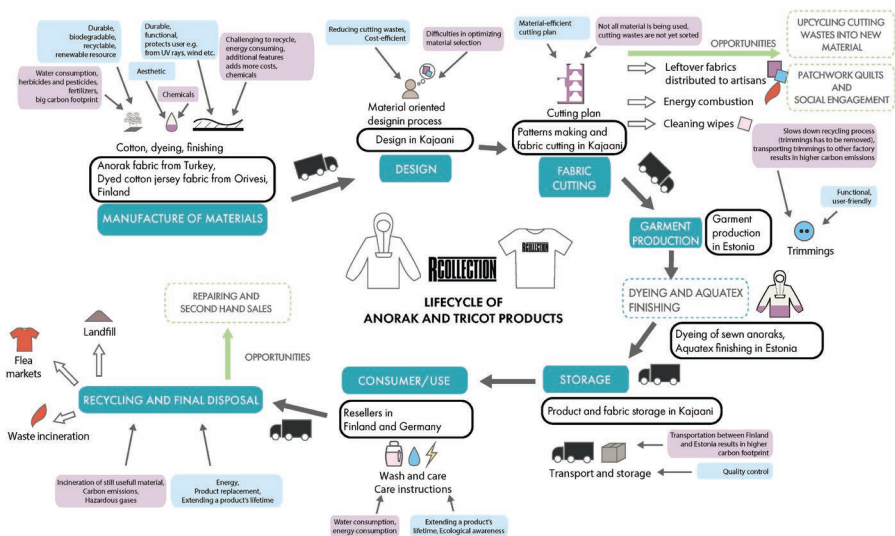 Durable,
biodegradable,
recyclable,
renewable resource
Durable,
functional,
protects user e.g.
from UV rays, wind etc.
Challenging to recycle,
energy consuming,
additional features
adds more costs,
chemicals
Water consumption,
herbicides and pesticides,
fertilizers,
big carbon footprint
Aesthetic
Chemicals
Cotton, dyeing, finishing
Anorak fabric from Turkey,
Dyed cotton jersey fabric from Orivesi,
Finland
MANUFACTURE OF MATERIALS
Reducing cutting wastes,
Cost-efficient
Difficulties in optimizing
material selection
Material oriented
designin process
Design in Kajaani
DESIGN
Material-efficient
cutting plan
Not all material is being used,
cutting wastes are not yet sorted
Cutting plan
Patterns making and
fabric cutting in Kajaani
FABRIC
CUTTING
OPPORTUNITIES
UPCYCLING CUTTING
WASTES INTO NEW
MATERIAL
Leftover fabrics
distributed to artisans
Energy combustion
Cleaning wipes
PATCHWORK QUILTS
AND
SOCIAL ENGAGEMENT
Slows down recycling process
(trimmings has to be removed),
transporting trimmings to other factory
results in higher carbon emissions
Functional,
user-friendly
Trimmings
GARMENT
PRODUCTION
Garment
production
in Estonia
DYEING AND AQUATEX
FINISHING
Dyeing of sewn anoraks,
Aquatex finishing in Estonia
RCOLLECTION
RCOLLECTION
LIFECYCLE OF
ANORAK AND TRICOT PRODUCTS
STORAGE
Product and fabric storage in Kajaani
Transport and storage
Transportation between Finland
and Estonia results in higher
carbon footprint
Quality control
CONSUMER/USE
Resellers in
Finland and Germany
Wash and care
Care instructions
Water consumption,
energy consumption
Extending a product's
lifetime, Ecological awareness
REPAIRING AND
SECOND HAND SALES
OPPORTUNITIES
Landfill
Flea
markets
RECYCLING AND FINAL DISPOSAL
Waste incineration
Incineration of still usefull material,
Carbon emissions,
Hazardous gases
Energy,
Product replacement,
Extending a product's lifetime